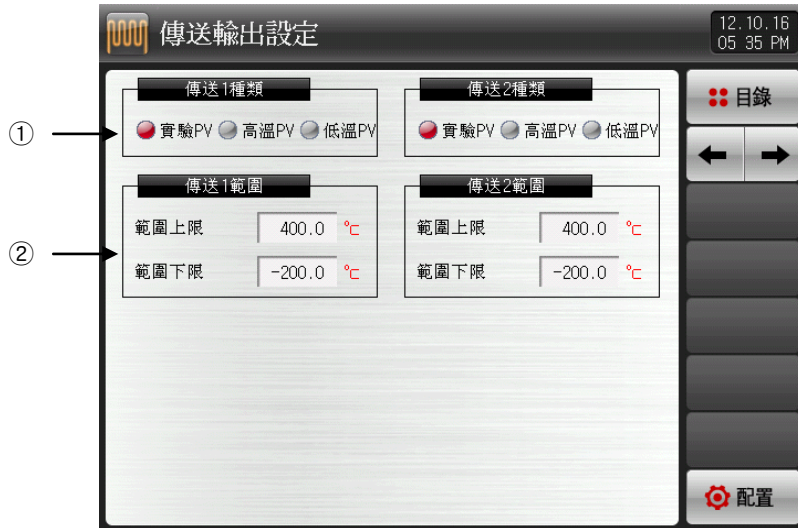 傳送輸出設定
12.10.16
05 35 PM
傳送1種類
實驗PV 高溫PV 低溫PV
傳送2種類
實驗PV 高溫PV 低溫PV
①
傳送1範圍
範圍上限 400.0 ℃
範圍下限 -200.0 ℃
傳送2範圍
範圍上限 400.0 ℃
範圍下限 -200.0 ℃
②
目錄
配置